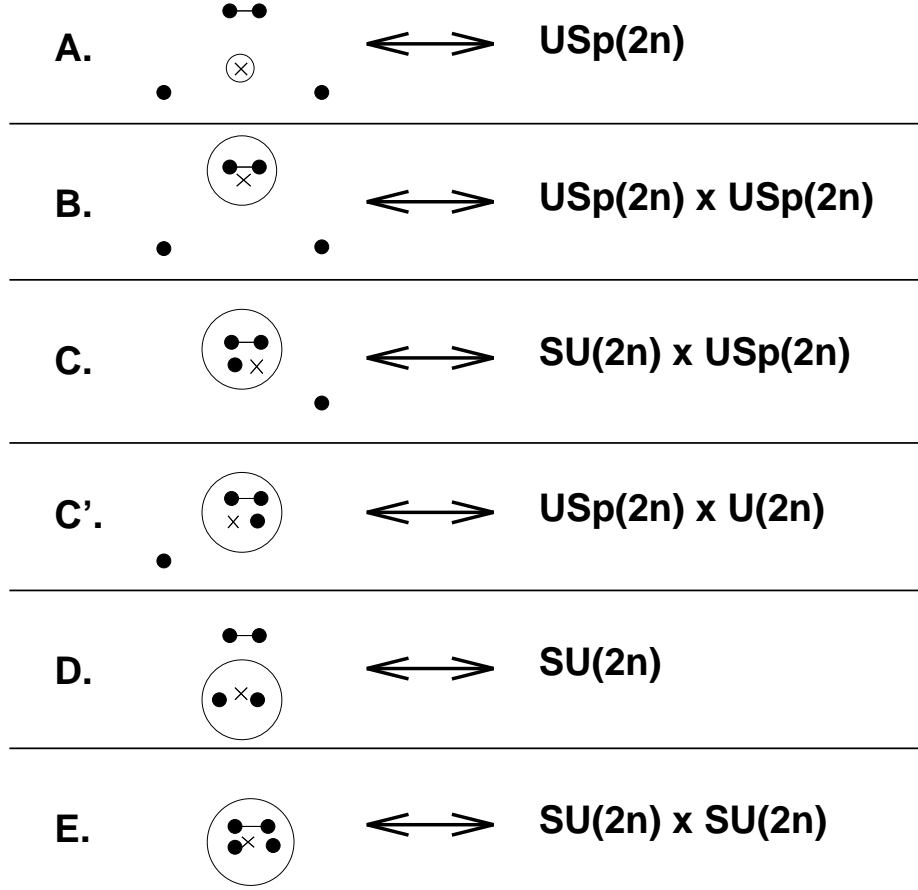 A. USp(2n)
B. USp(2n) x USp(2n)
C. SU(2n) x USp(2n)
C’. USp(2n) x U(2n)
D. SU(2n)
E. SU(2n) x SU(2n)